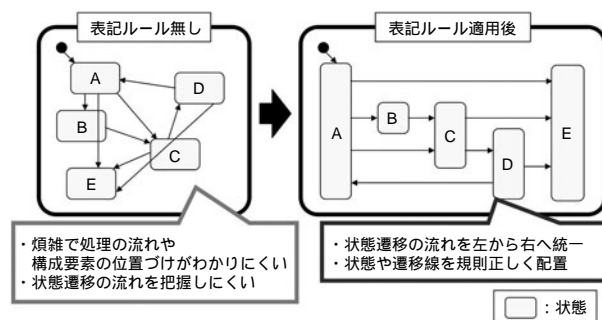 表記ルール無し
A
D
B
C
E
・煩雑で処理の流れや
構成要素の位置づけがわかりにくい
・状態遷移の流れを把握しにくい
表記ルール適用後
A
B
C
D
E
・状態遷移の流れを左から右へ統一
・状態や遷移線を規則正しく配置
：状態